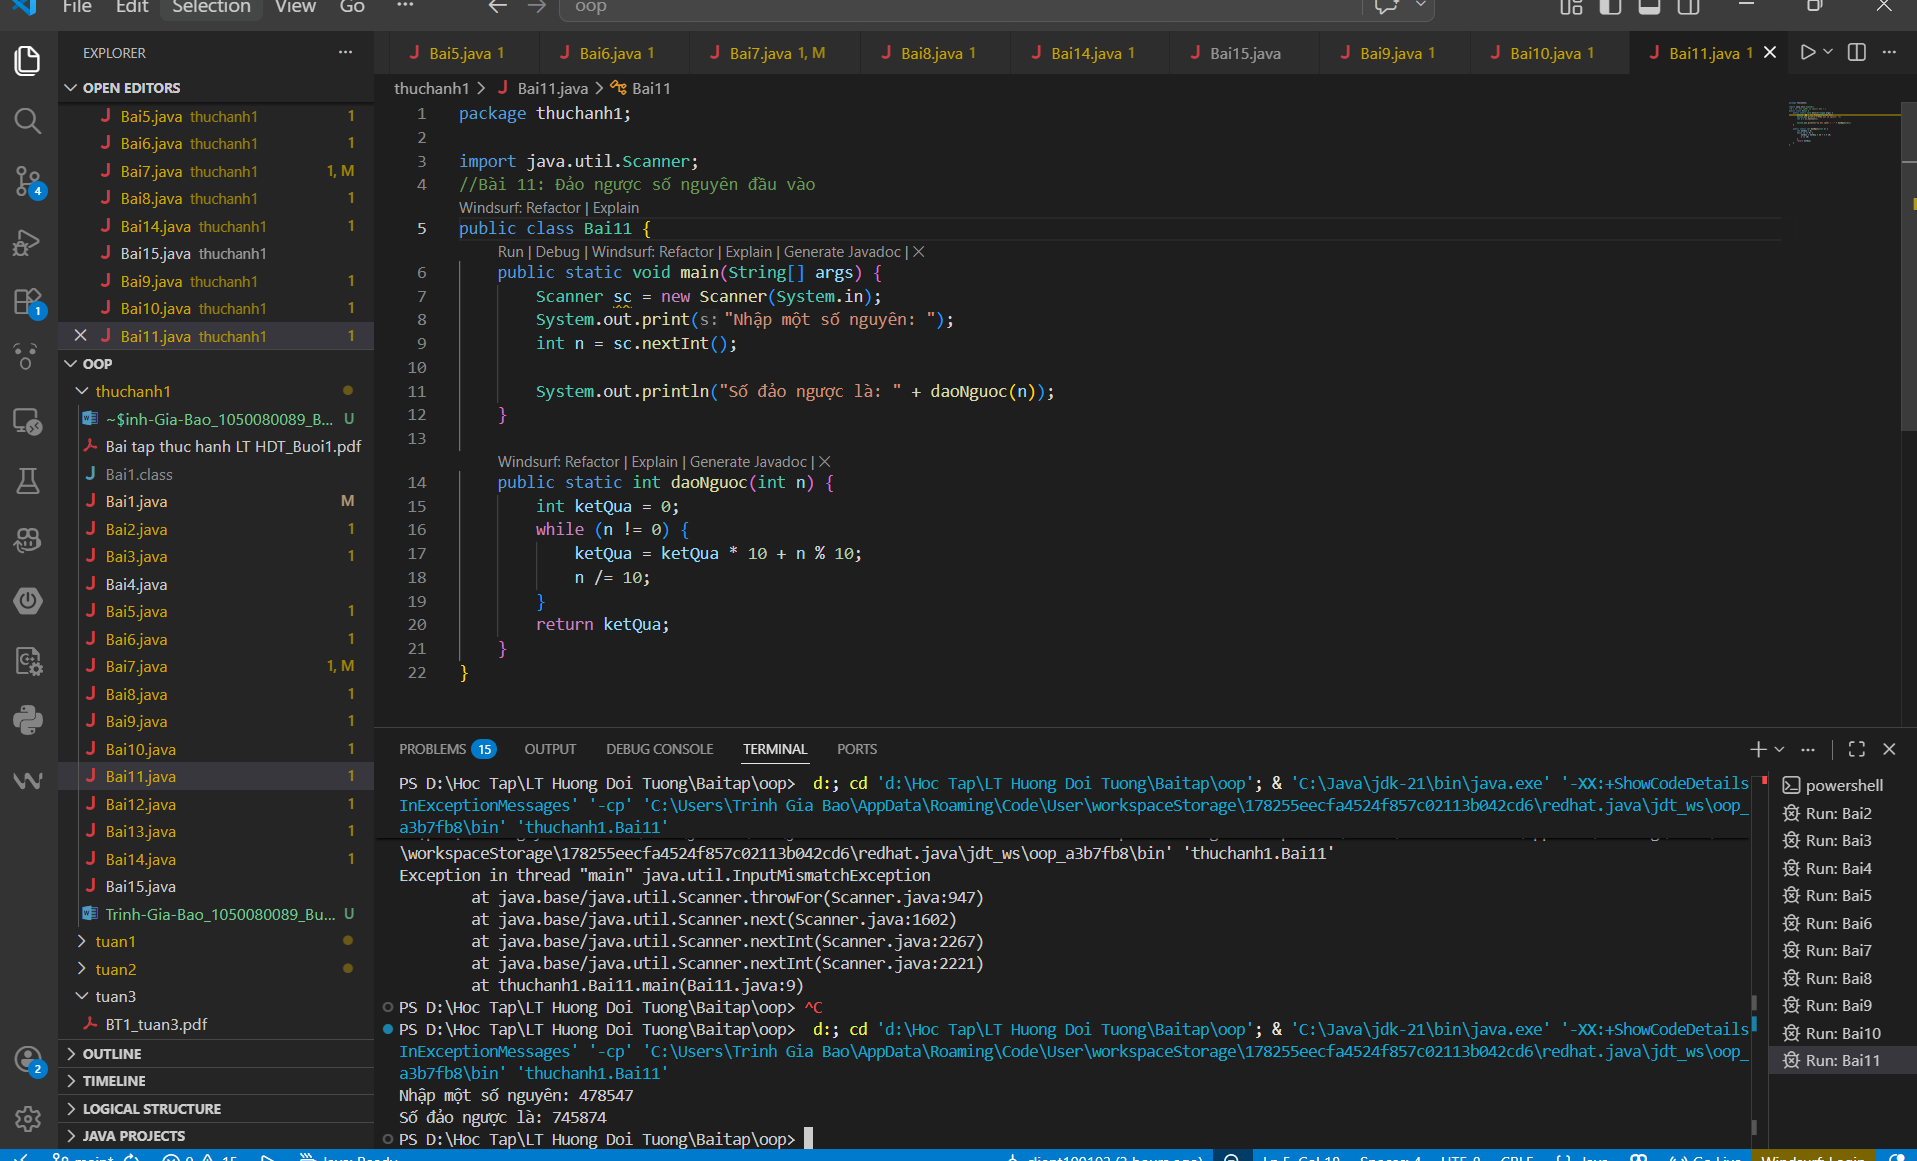 File Edit Selection View Go ··· oop
EXPLORER
OPEN EDITORS
Bai5.java thuchanh1 1
Bai6.java thuchanh1 1
Bai7.java thuchanh1 1, M
Bai8.java thuchanh1 1
Bai14.java thuchanh1 1
Bai15.java thuchanh1
Bai9.java thuchanh1 1
Bai10.java thuchanh1 1
Bai11.java thuchanh1 1
OOP
thuchanh1
~$inh-Gia-Bao_1050080089_B... U
Bai tap thuc hanh LT HDT_Buoi1.pdf
Bai1.class
Bai1.java M
Bai2.java 1
Bai3.java 1
Bai4.java
Bai5.java 1
Bai6.java 1
Bai7.java 1, M
Bai8.java 1
Bai9.java 1
Bai10.java 1
Bai11.java 1
Bai12.java 1
Bai13.java 1
Bai14.java 1
Bai15.java
Trinh-Gia-Bao_1050080089_Bu... U
tuan1
tuan2
tuan3
BT1_tuan3.pdf
OUTLINE
TIMELINE
LOGICAL STRUCTURE
JAVA PROJECTS
4
1
2
Bai5.java 1 Bai6.java 1 Bai7.java 1, M Bai8.java 1 Bai14.java 1 Bai15.java Bai9.java 1 Bai10.java 1 Bai11.java 1
thuchanh1 > Bai11.java > Bai11
1 package thuchanh1;
2
3 import java.util.Scanner;
4 //Bài 11: Đảo ngược số nguyên đầu vào
Windsurf: Refactor | Explain
5 public class Bai11 {
Run | Debug | Windsurf: Refactor | Explain | Generate Javadoc | X
6 public static void main(String[] args) {
7 Scanner sc = new Scanner(System.in);
8 System.out.print(s: "Nhập một số nguyên: ");
9 int n = sc.nextInt();
10
11 System.out.println("Số đảo ngược là: " + daoNguoc(n));
12 }
13
Windsurf: Refactor | Explain | Generate Javadoc | X
14 public static int daoNguoc(int n) {
15 int ketQua = 0;
16 while (n != 0) {
17 ketQua = ketQua * 10 + n % 10;
18 n /= 10;
19 }
20 return ketQua;
21 }
22 }
PROBLEMS 15 OUTPUT DEBUG CONSOLE TERMINAL PORTS
PS D:\Hoc Tap\LT Huong Doi Tuong\Baitap\oop> d:; cd 'd:\Hoc Tap\LT Huong Doi Tuong\Baitap\oop'; & 'C:\Java\jdk-21\bin\java.exe' '-XX:+ShowCodeDetails
InExceptionMessages' '-cp' 'C:\Users\Trinh Gia Bao\AppData\Roaming\Code\User\workspaceStorage\178255eecfa4524f857c02113b042cd6\redhat.java\jdt_ws\oop_
a3b7fb8\bin' 'thuchanh1.Bai11'
\workspaceStorage\178255eecfa4524f857c02113b042cd6\redhat.java\jdt_ws\oop_a3b7fb8\bin' 'thuchanh1.Bai11'
Exception in thread "main" java.util.InputMismatchException
at java.base/java.util.Scanner.throwFor(Scanner.java:947)
at java.base/java.util.Scanner.next(Scanner.java:1602)
at java.base/java.util.Scanner.nextInt(Scanner.java:2267)
at java.base/java.util.Scanner.nextInt(Scanner.java:2221)
at thuchanh1.Bai11.main(Bai11.java:9)
PS D:\Hoc Tap\LT Huong Doi Tuong\Baitap\oop> ^C
PS D:\Hoc Tap\LT Huong Doi Tuong\Baitap\oop> d:; cd 'd:\Hoc Tap\LT Huong Doi Tuong\Baitap\oop'; & 'C:\Java\jdk-21\bin\java.exe' '-XX:+ShowCodeDetails
InExceptionMessages' '-cp' 'C:\Users\Trinh Gia Bao\AppData\Roaming\Code\User\workspaceStorage\178255eecfa4524f857c02113b042cd6\redhat.java\jdt_ws\oop_
a3b7fb8\bin' 'thuchanh1.Bai11'
Nhập một số nguyên: 478547
Số đảo ngược là: 745874
PS D:\Hoc Tap\LT Huong Doi Tuong\Baitap\oop>
powershell
Run: Bai2
Run: Bai3
Run: Bai4
Run: Bai5
Run: Bai6
Run: Bai7
Run: Bai8
Run: Bai9
Run: Bai10
Run: Bai11